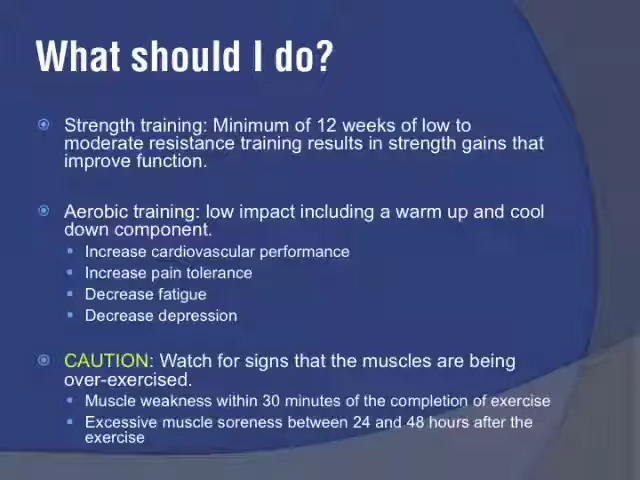 What should I do?
Strength training: Minimum of 12 weeks of low to
moderate resistance training results in strength gains that
improve function.
Aerobic training: low impact including a warm up and cool
down component.
Increase cardiovascular performance
Increase pain tolerance
Decrease fatigue
Decrease depression
CAUTION: Watch for signs that the muscles are being
over-exercised.
Muscle weakness within 30 minutes of the completion of exercise
Excessive muscle soreness between 24 and 48 hours after the
exercise